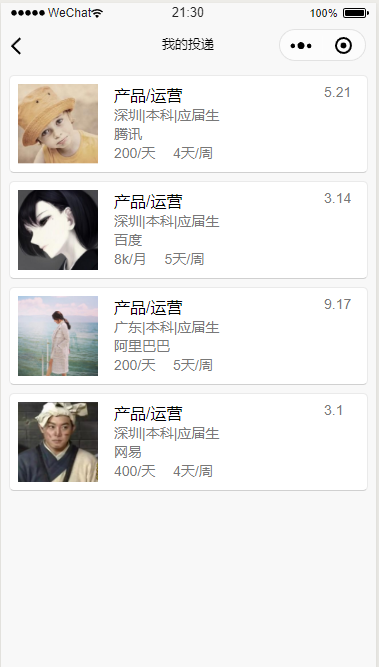 WeChat 21:30 100%
我的投递
产品/运营 5.21
深圳|本科|应届生
腾讯
200/天 4天/周
产品/运营 3.14
深圳|本科|应届生
百度
8k/月 5天/周
产品/运营 9.17
广东|本科|应届生
阿里巴巴
200/天 5天/周
产品/运营 3.1
深圳|本科|应届生
网易
400/天 4天/周